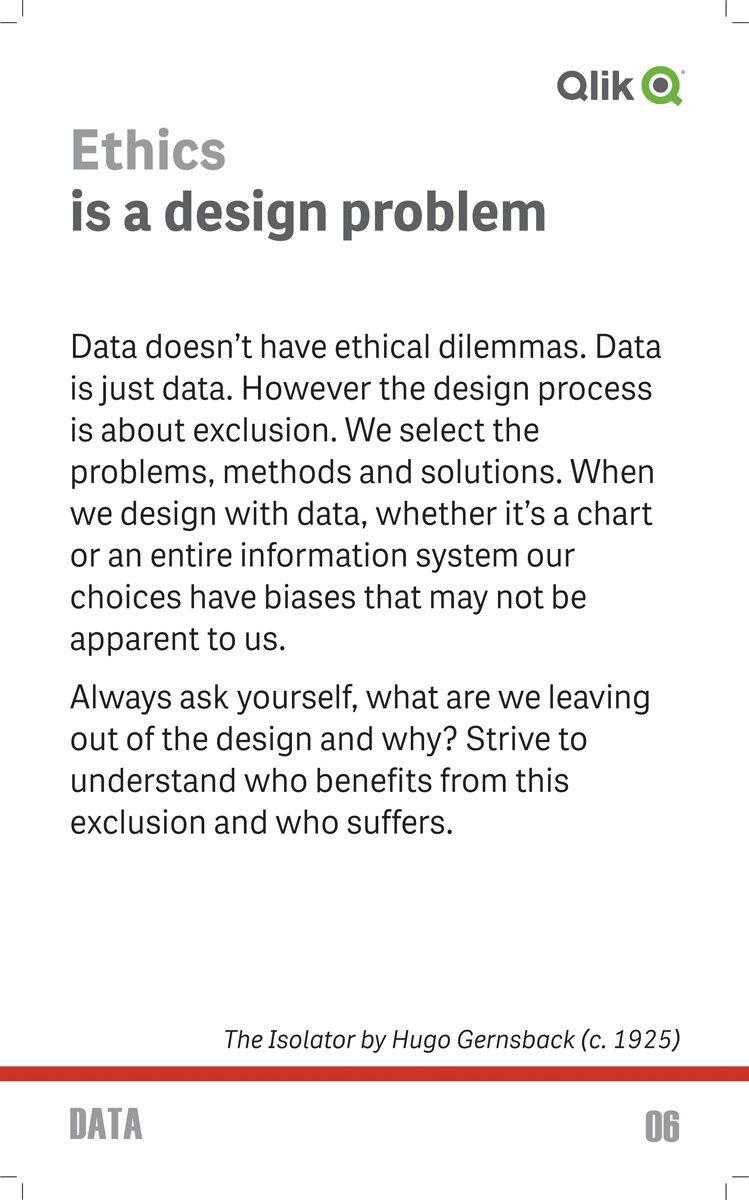 Qlik
Ethics
is a design problem
Data doesn’t have ethical dilemmas. Data
is just data. However the design process
is about exclusion. We select the
problems, methods and solutions. When
we design with data, whether it’s a chart
or an entire information system our
choices have biases that may not be
apparent to us.
Always ask yourself, what are we leaving
out of the design and why? Strive to
understand who benefits from this
exclusion and who suffers.
The Isolator by Hugo Gernsback (c. 1925)
DATA
06